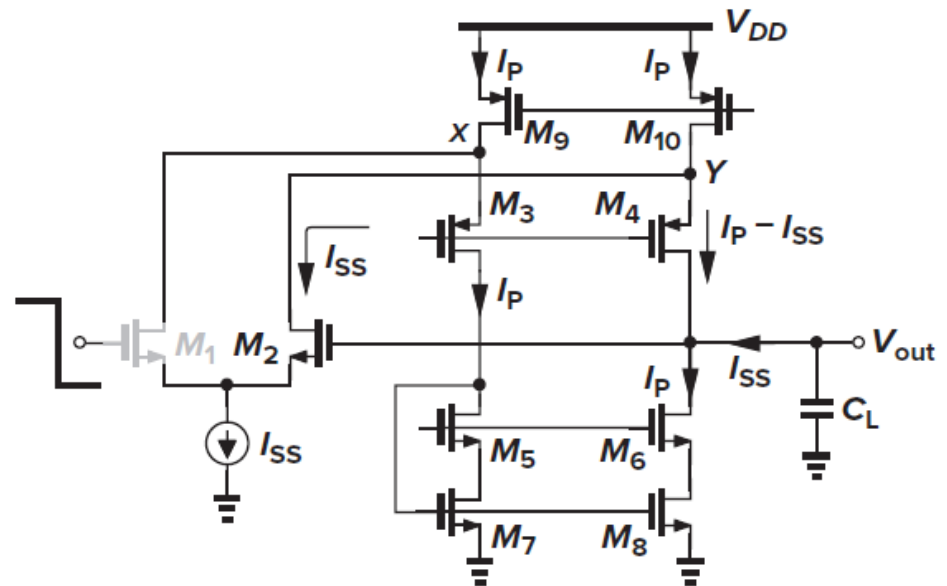 V_DD
I_P I_P
X M_9 M_10 Y
M_3 M_4
I_P – I_SS
I_SS
I_P
M_1 M_2
V_out
I_SS
I_P
C_L
I_SS
M_5 M_6
M_7 M_8